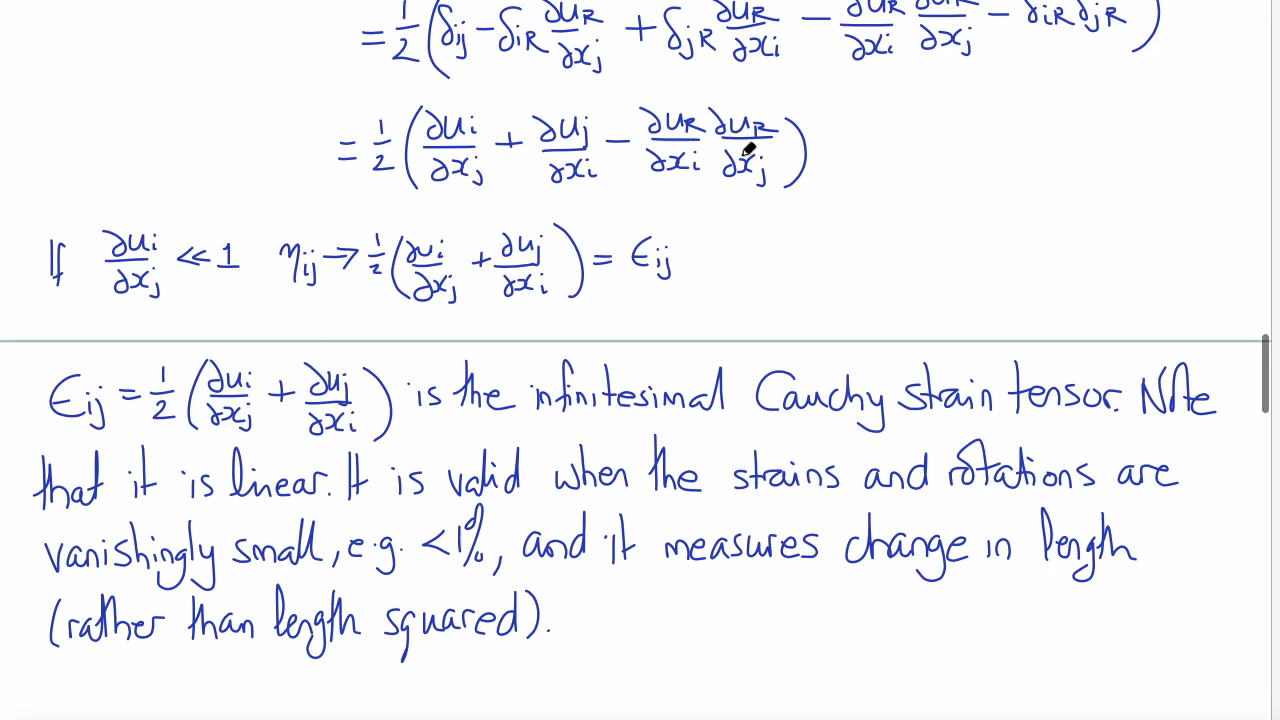 = 1/2 (δij − δiR ∂uR/∂xj + δjR ∂uR/∂xi − ∂uR/∂xi ∂uR/∂xj − δiR δjR)
= 1/2 (∂ui/∂xj + ∂uj/∂xi − ∂uR/∂xi ∂uR/∂xj)
If ∂ui/∂xj ≪ 1 ηij → 1/2 (∂ui/∂xj + ∂uj/∂xi) = ϵij
ϵij = 1/2 (∂ui/∂xj + ∂uj/∂xi) is the infinitesimal Cauchy strain tensor. Note
that it is linear. It is valid when the strains and rotations are
vanishingly small, e.g. <1%, and it measures change in length
(rather than length squared).